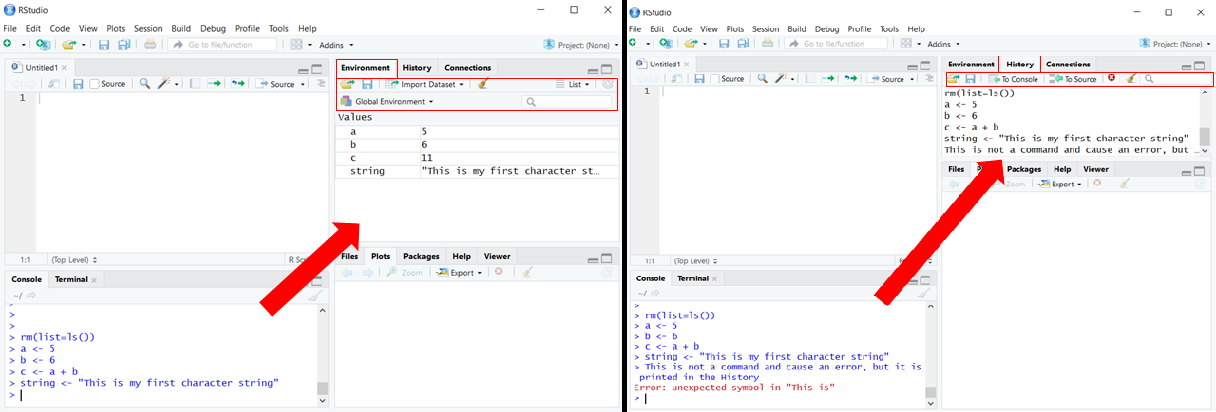 RStudio
File Edit Code View Plots Session Build Debug Profile Tools Help
Go to file/function
Addins
Project: (None)
Untitled1
Source
Source
1
1:1 (Top Level)
Environment History Connections
Import Dataset
List
Global Environment
Values
a 5
b 6
c 11
string "This is my first character st…
Files Plots Packages Help Viewer
Zoom Export
Console Terminal
~/
>
>
>
> rm(list=ls())
> a <- 5
> b <- 6
> c <- a + b
> string <- "This is my first character string"
>
RStudio
File Edit Code View Plots Session Build Debug Profile Tools Help
Go to file/function
Addins
Project: (None)
Untitled1
Source
Source
1
1:1 (Top Level)
Environment History Connections
To Console To Source
rm(list=ls())
a <- 5
b <- 6
c <- a + b
string <- "This is my first character string"
This is not a command and cause an error, but …
Files Packages Help Viewer
Zoom Export
Console Terminal
~/
>
> rm(list=ls())
> a <- 5
> b <- 6
> c <- a + b
> string <- "This is my first character string"
> This is not a command and cause an error, but it is
printed in the History
Error: unexpected symbol in "This is"
>